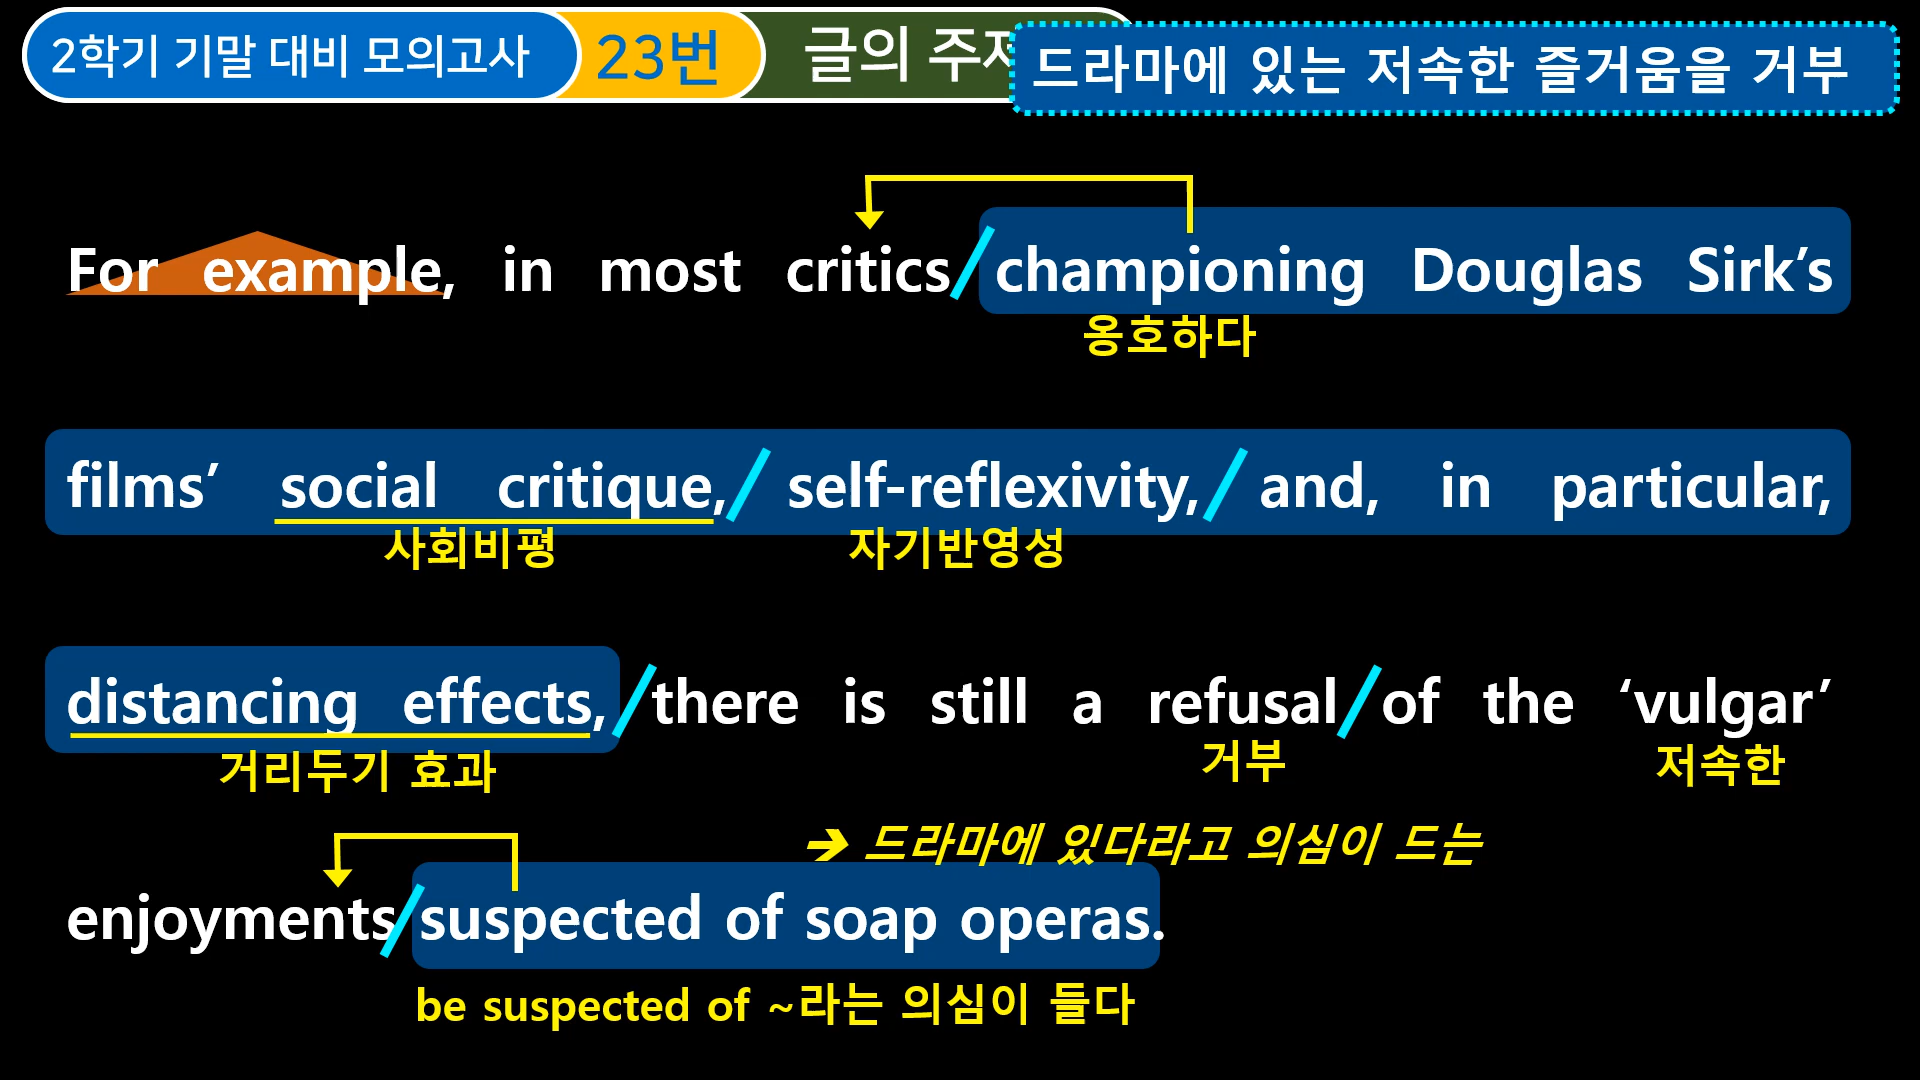 2학기 기말 대비 모의고사 23번 글의 주제
드라마에 있는 저속한 즐거움을 거부
For example, in most critics championing Douglas Sirk’s
옹호하다
films’ social critique, self-reflexivity, and, in particular,
사회비평 자기반영성
distancing effects, there is still a refusal of the ‘vulgar’
거리두기 효과 거부 저속한
➔ 드라마에 있다라고 의심이 드는
enjoyments suspected of soap operas.
be suspected of ~라는 의심이 들다